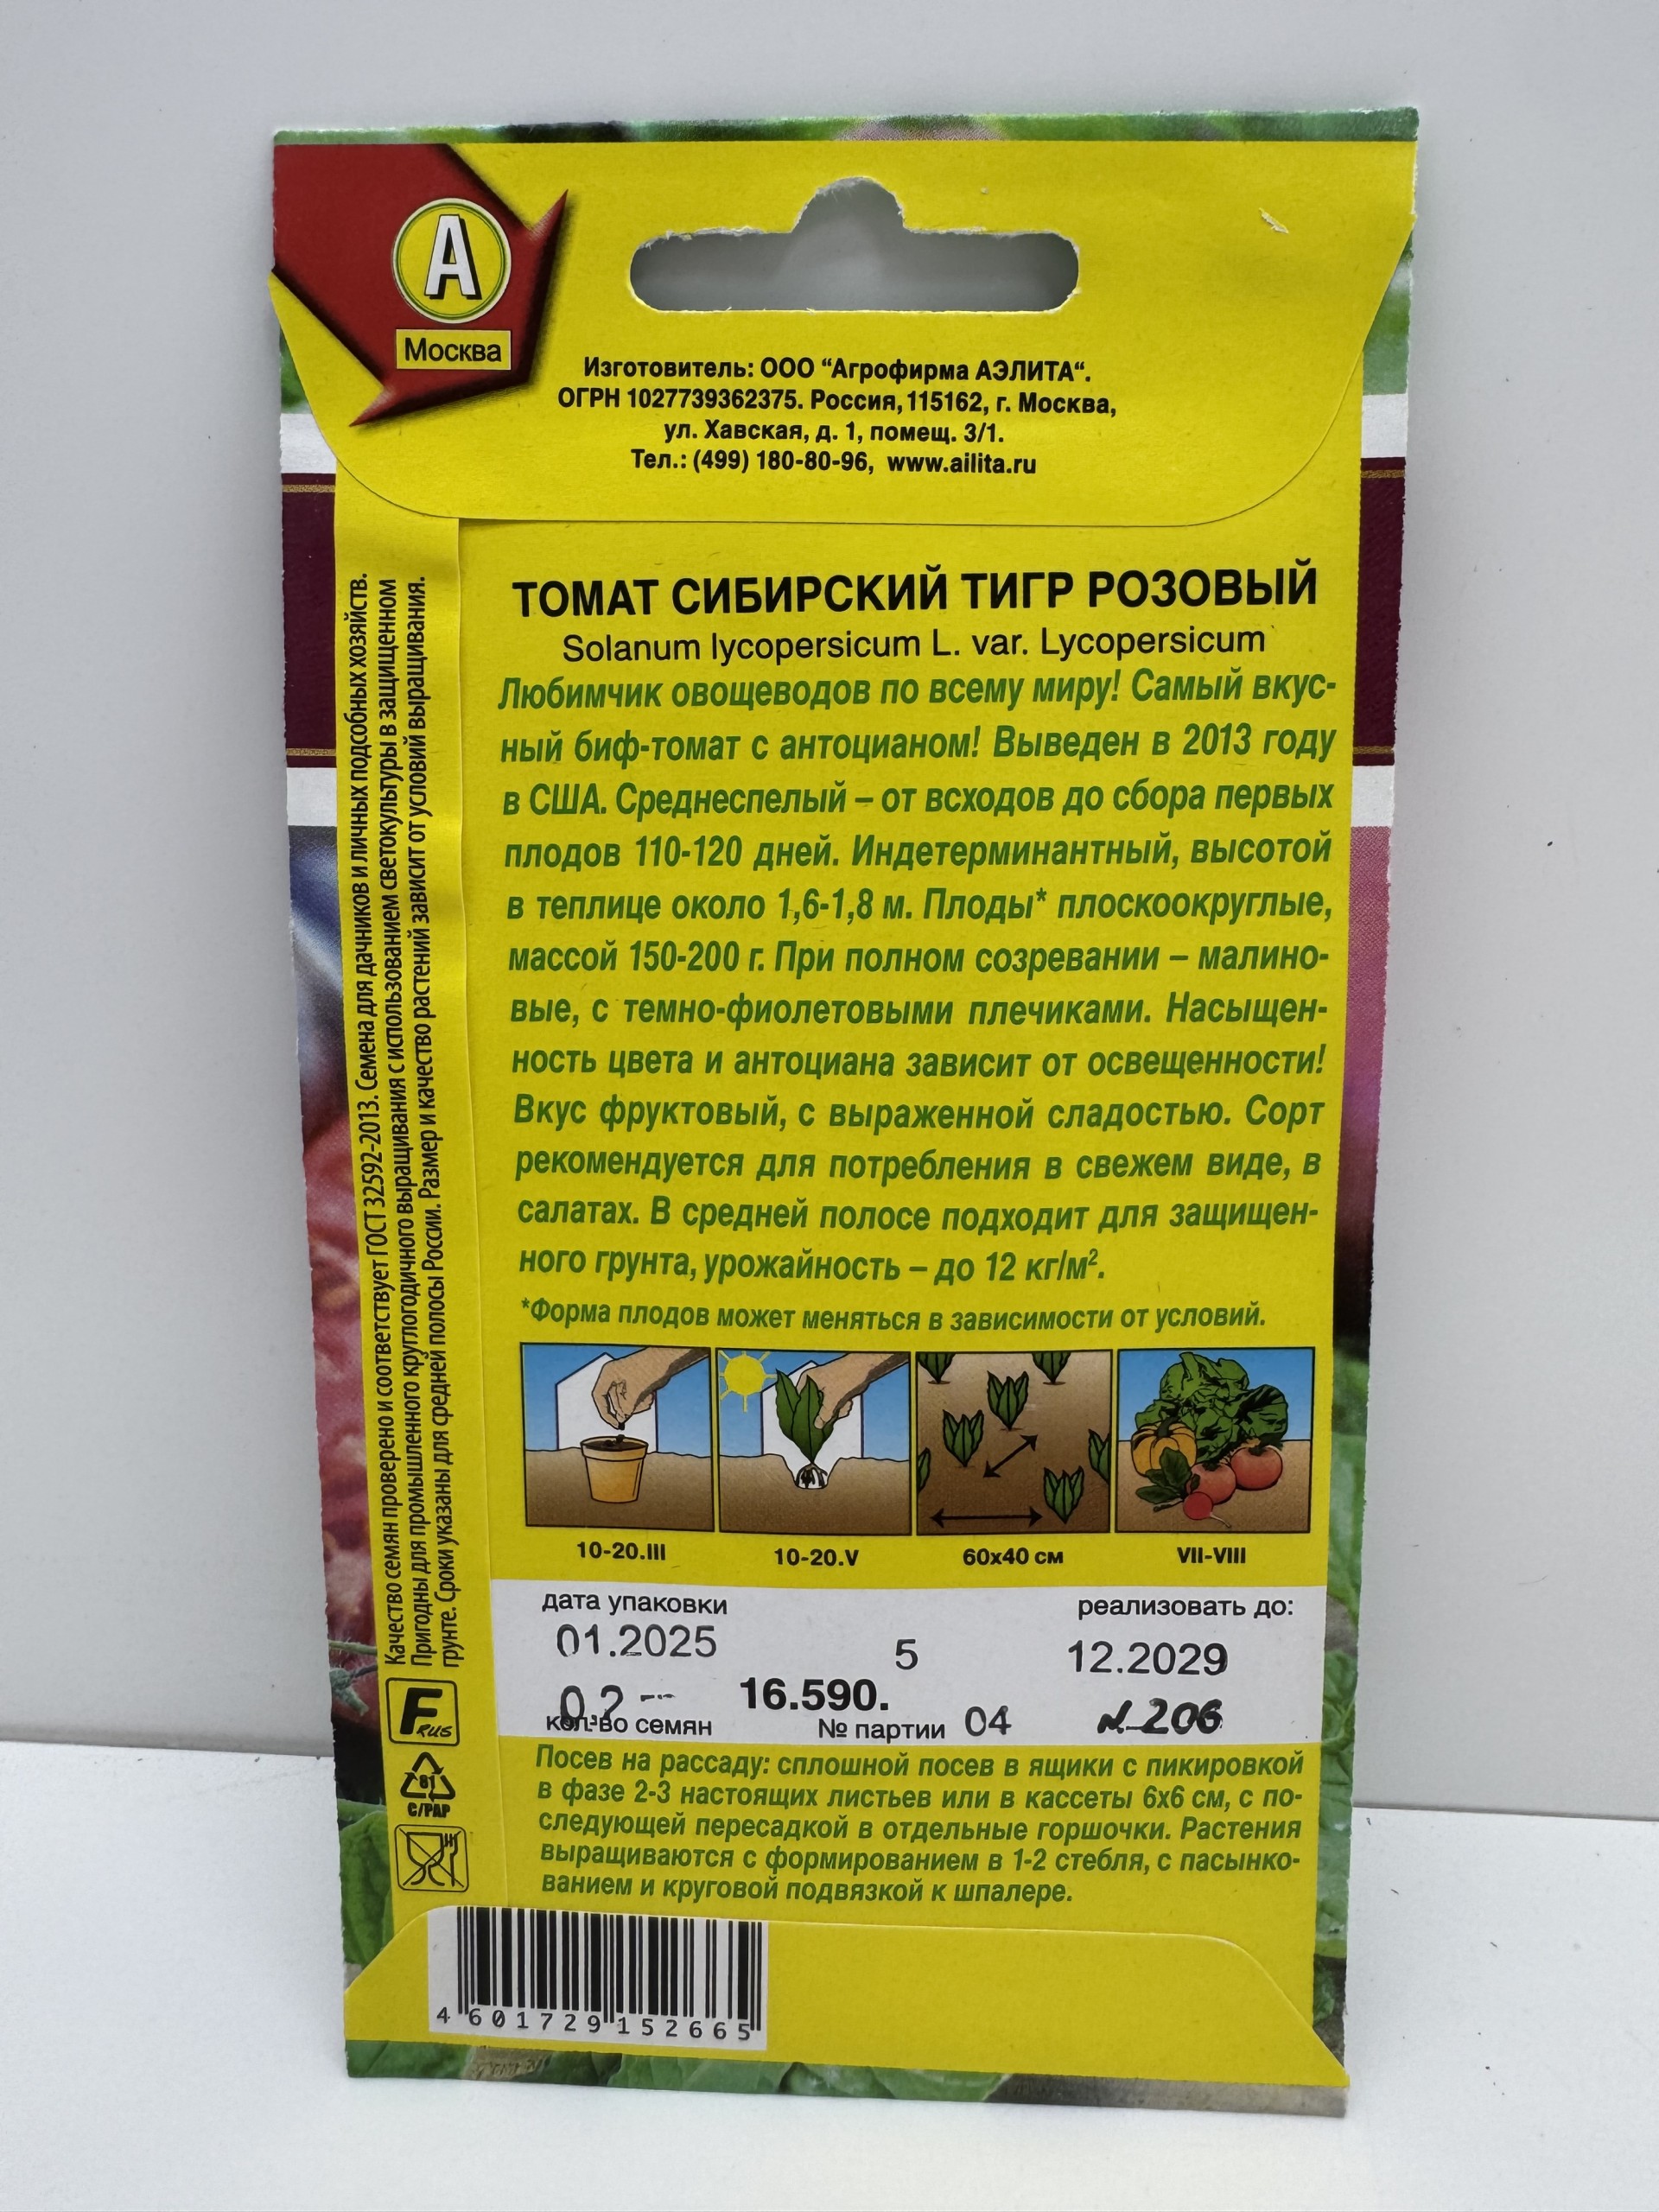 А
Москва
Изготовитель: ООО “Агрофирма АЭЛИТА“.
ОГРН 1027739362375. Россия, 115162, г. Москва,
ул. Хавская, д. 1, помещ. 3/1.
Тел.: (499) 180-80-96, www.ailita.ru
ТОМАТ СИБИРСКИЙ ТИГР РОЗОВЫЙ
Solanum lycopersicum L. var. Lycopersicum
Любимчик овощеводов по всему миру! Самый вкус-
ный биф-томат с антоцианом! Выведен в 2013 году
в США. Среднеспелый – от всходов до сбора первых
плодов 110-120 дней. Индетерминантный, высотой
в теплице около 1,6-1,8 м. Плоды* плоскоокруглые,
массой 150-200 г. При полном созревании – малино-
вые, с темно-фиолетовыми плечиками. Насыщен-
ность цвета и антоциана зависит от освещенности!
Вкус фруктовый, с выраженной сладостью. Сорт
рекомендуется для потребления в свежем виде, в
салатах. В средней полосе подходит для защищен-
ного грунта, урожайность – до 12 кг/м².
*Форма плодов может меняться в зависимости от условий.
10-20.III 10-20.V 60x40 см VII-VIII
дата упаковки реализовать до:
01.2025 5 12.2029
0,2 16.590.
кол-во семян № партии 04 206
Посев на рассаду: сплошной посев в ящики с пикировкой
в фазе 2-3 настоящих листьев или в кассеты 6х6 см, с по-
следующей пересадкой в отдельные горшочки. Растения
выращиваются с формированием в 1-2 стебля, с пасынко-
ванием и круговой подвязкой к шпалере.
Качество семян проверено и соответствует ГОСТ 32592-2013. Семена для дачников и личных подсобных хозяйств.
Пригодны для промышленного круглогодичного выращивания с использованием светокультуры в защищенном
грунте. Сроки указаны для средней полосы России. Размер и качество растений зависит от условий выращивания.
F RUS
81
C/PAP
4 601729 152665